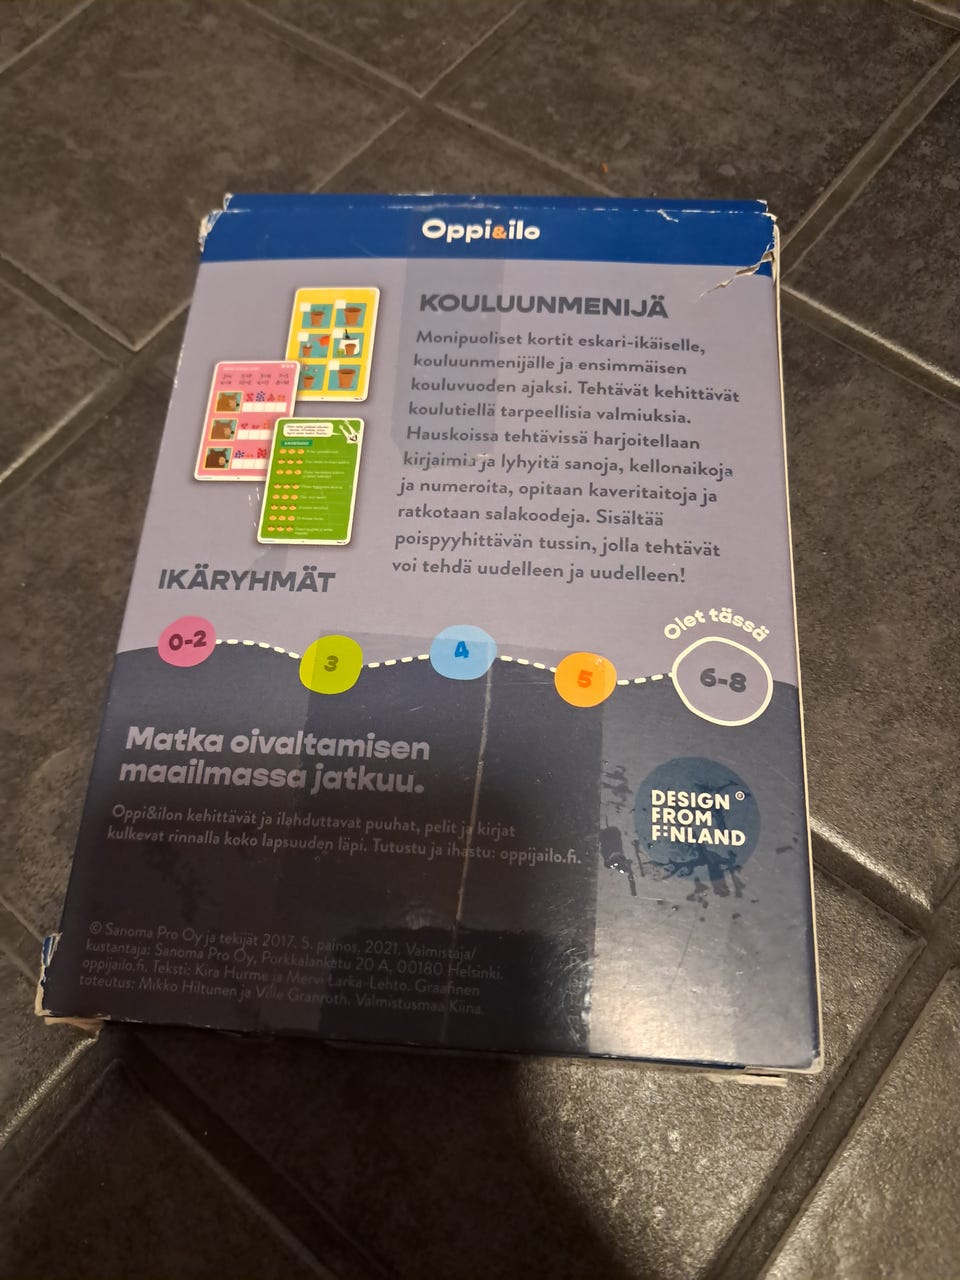 Oppi&ilo
KOULUUNMENIJÄ
Monipuoliset kortit eskari-ikäiselle,
kouluunmenijälle ja ensimmäisen
kouluvuoden ajaksi. Tehtävät kehittävät
koulutiellä tarpeellisia valmiuksia.
Hauskoissa tehtävissä harjoitellaan
kirjaimia ja lyhyitä sanoja, kellonaikoja
ja numeroita, opitaan kaveritaitoja ja
ratkotaan salakoodeja. Sisältää
poispyyhittävän tussin, jolla tehtävät
voi tehdä uudelleen ja uudelleen!
IKÄRYHMÄT
Olet tässä
0-2
3
4
5
6-8
Matka oivaltamisen
maailmassa jatkuu.
Oppi&ilon kehittävät ja ilahduttavat puuhat, pelit ja kirjat
kulkevat rinnalla koko lapsuuden läpi. Tutustu ja ihastu: oppijailo.fi.
DESIGN ®
FROM
FINLAND
© Sanoma Pro Oy ja tekijät 2017. 5. painos, 2021. Valmistaja/
kustantaja: Sanoma Pro Oy, Porkkalankatu 20 A, 00180 Helsinki.
oppijailo.fi. Teksti: Kira Hurme ja Mervi Larka-Lehto. Graafinen
toteutus: Mikko Hiltunen ja Ville Granroth. Valmistusmaa Kiina.